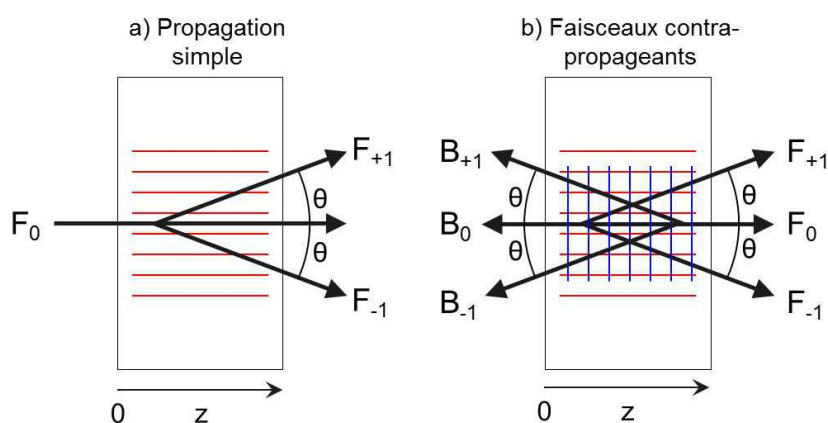 a) Propagation
simple
F₀
F₊₁
θ
θ
F₋₁
0
z
b) Faisceaux contra-
propageants
B₊₁
F₊₁
θ
θ
B₀
F₀
θ
θ
B₋₁
F₋₁
0
z